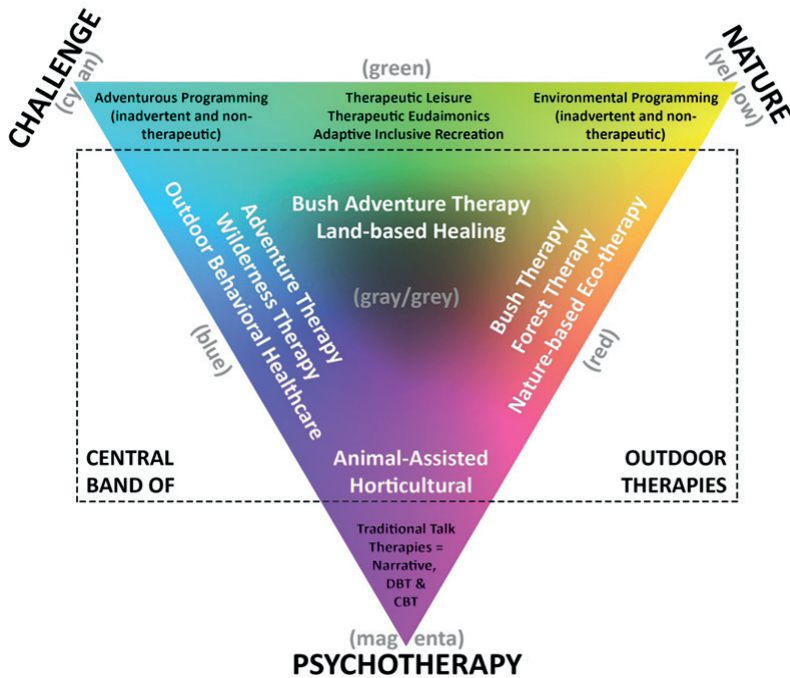 CHALLENGE
(cyan)
(green)
NATURE
(yellow)
Adventurous Programming
(inadvertent and non-
therapeutic)
Therapeutic Leisure
Therapeutic Eudaimonics
Adaptive Inclusive Recreation
Environmental Programming
(inadvertent and non-
therapeutic)
Bush Adventure Therapy
Land-based Healing
Adventure Therapy
Wilderness Therapy
Outdoor Behavioral Healthcare
(gray/grey)
Bush Therapy
Forest Therapy
Nature-based Eco-therapy
(blue)
(red)
CENTRAL
BAND OF
Animal-Assisted
Horticultural
OUTDOOR
THERAPIES
Traditional Talk
Therapies =
Narrative,
DBT &
CBT
(magenta)
PSYCHOTHERAPY